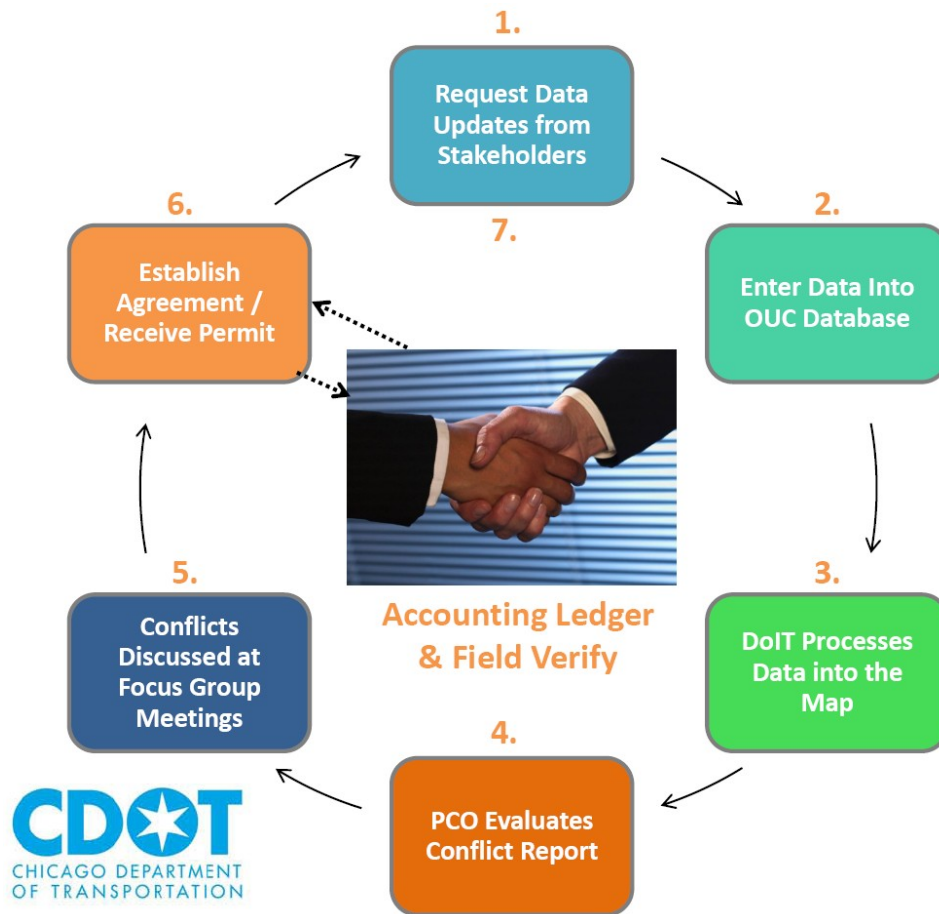 1.
Request Data
Updates from
Stakeholders
2.
Enter Data Into
OUC Database
3.
DoIT Processes
Data into the
Map
4.
PCO Evaluates
Conflict Report
5.
Conflicts
Discussed at
Focus Group
Meetings
6.
Establish
Agreement /
Receive Permit
7.
Accounting Ledger
& Field Verify
CDOT
CHICAGO DEPARTMENT
OF TRANSPORTATION